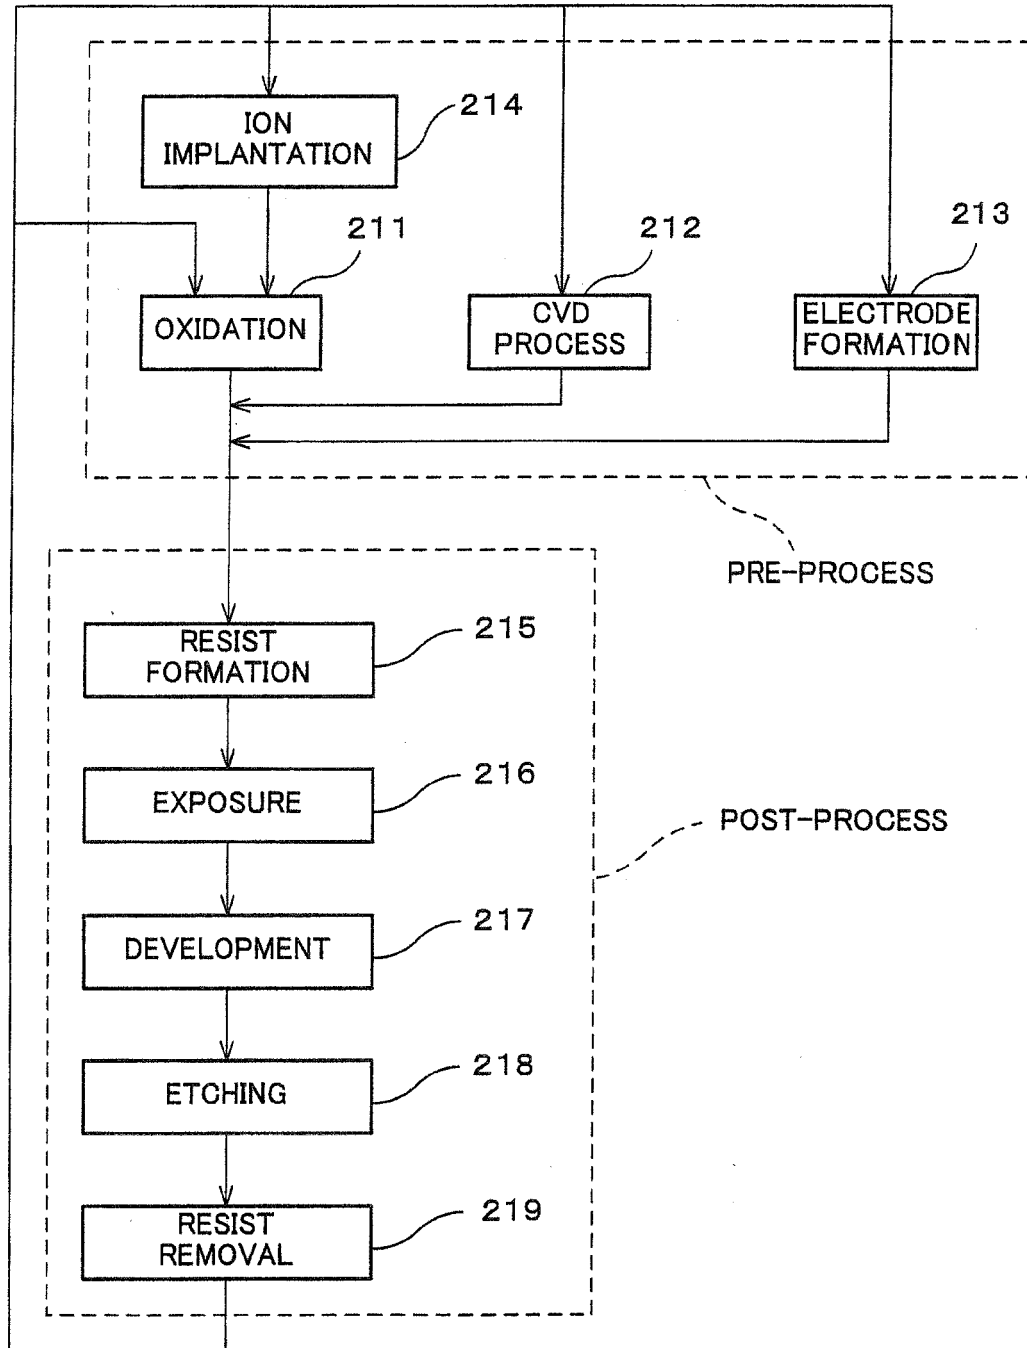 ION
IMPLANTATION
214
211
212
213
OXIDATION
CVD
PROCESS
ELECTRODE
FORMATION
PRE-PROCESS
RESIST
FORMATION
215
EXPOSURE
216
POST-PROCESS
DEVELOPMENT
217
ETCHING
218
RESIST
REMOVAL
219